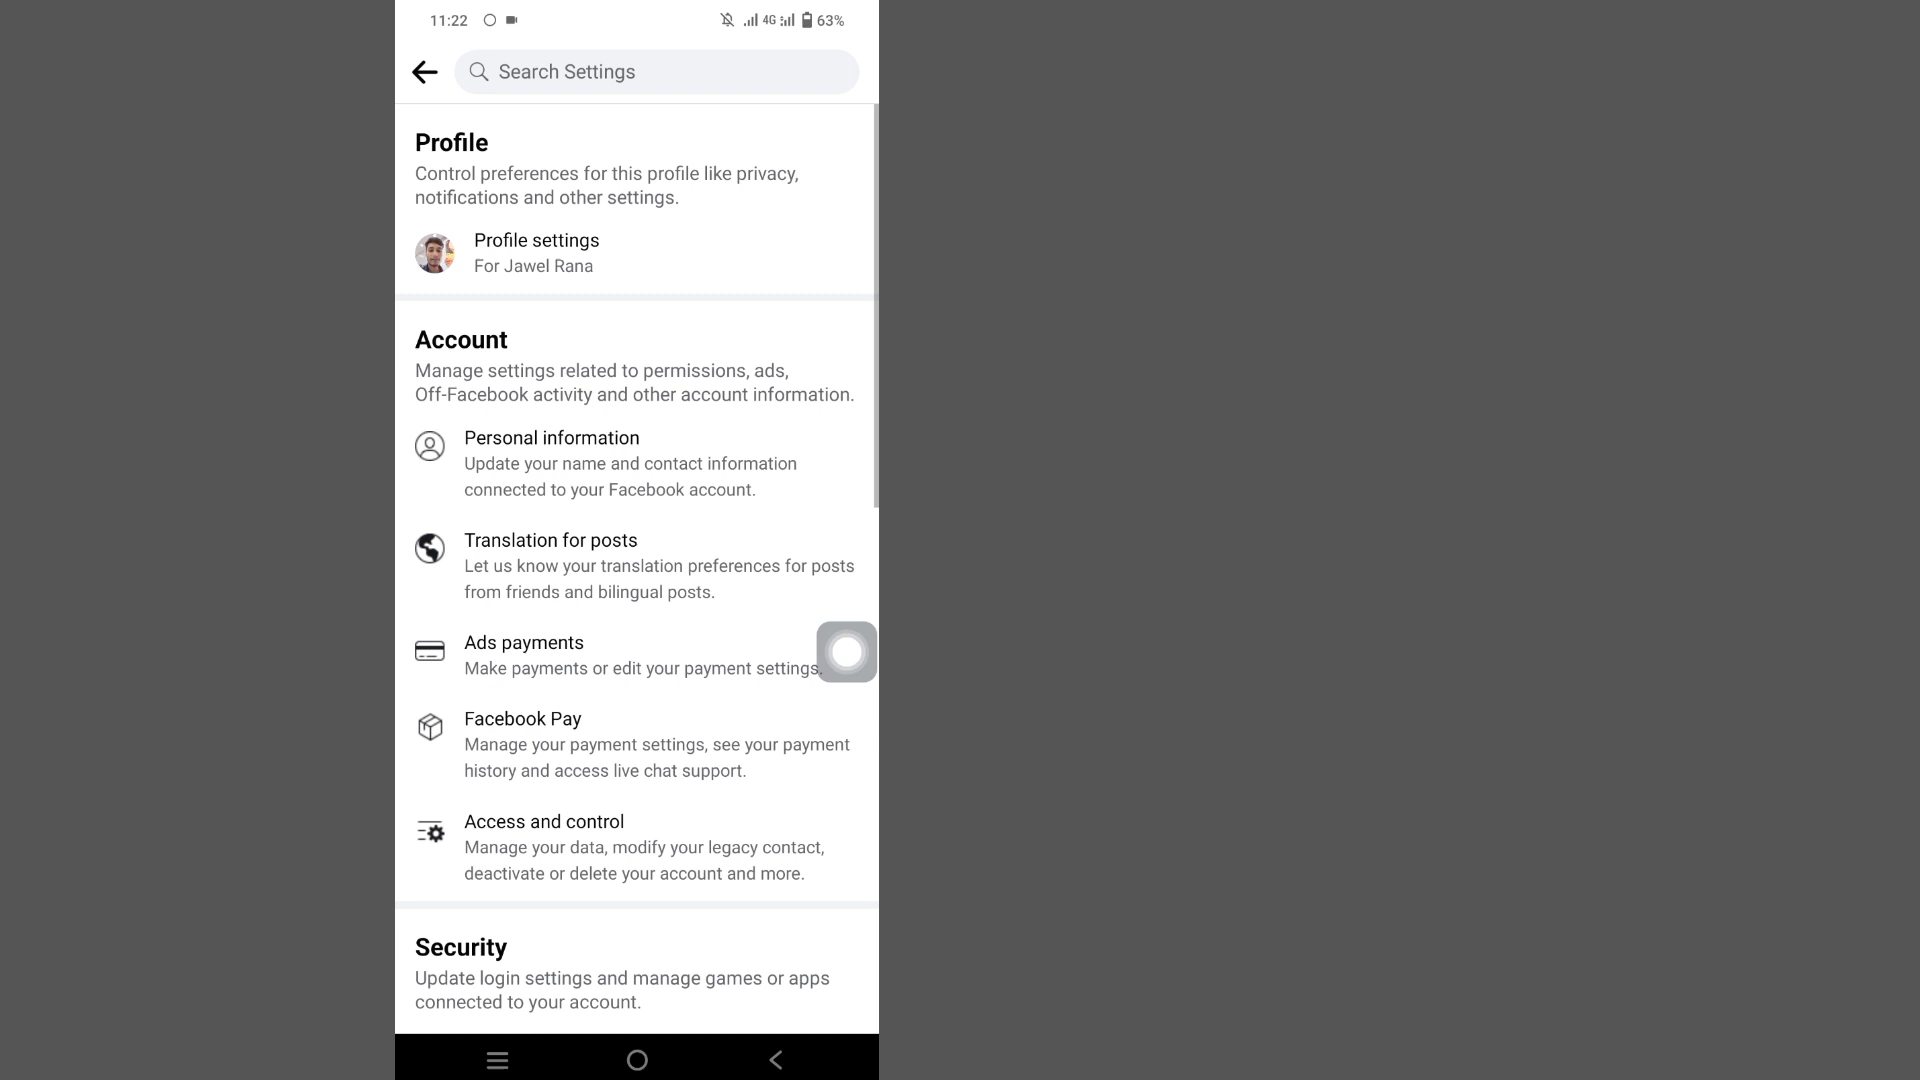 11:22
4G
63%
Search Settings
Profile
Control preferences for this profile like privacy,
notifications and other settings.
Profile settings
For Jawel Rana
Account
Manage settings related to permissions, ads,
Off-Facebook activity and other account information.
Personal information
Update your name and contact information
connected to your Facebook account.
Translation for posts
Let us know your translation preferences for posts
from friends and bilingual posts.
Ads payments
Make payments or edit your payment settings.
Facebook Pay
Manage your payment settings, see your payment
history and access live chat support.
Access and control
Manage your data, modify your legacy contact,
deactivate or delete your account and more.
Security
Update login settings and manage games or apps
connected to your account.